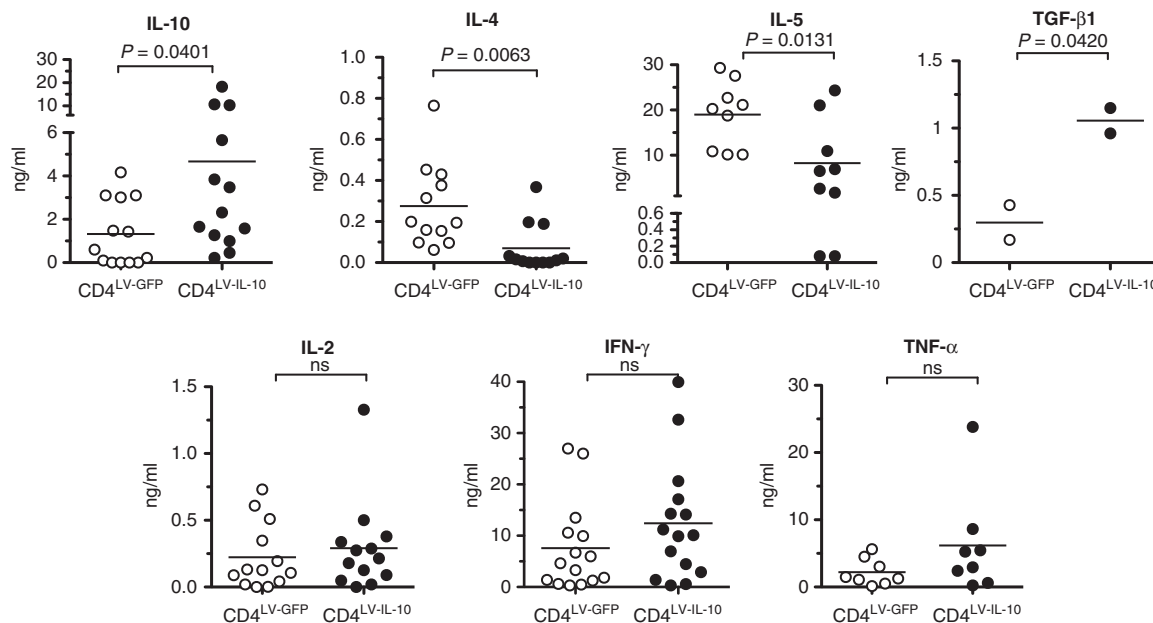 IL-10
P = 0.0401
30
20
10
6
4
2
0
ng/ml
CD4LV-GFP
CD4LV-IL-10
IL-4
P = 0.0063
1.0
0.8
0.6
0.4
0.2
0.0
ng/ml
CD4LV-GFP
CD4LV-IL-10
IL-5
P = 0.0131
30
20
10
0.6
0.4
0.2
0.0
ng/ml
CD4LV-GFP
CD4LV-IL-10
TGF-β1
P = 0.0420
1.5
1
0.5
0
ng/ml
CD4LV-GFP
CD4LV-IL-10
IL-2
ns
1.5
1.0
0.5
0.0
ng/ml
CD4LV-GFP
CD4LV-IL-10
IFN-γ
ns
40
30
20
10
0
ng/ml
CD4LV-GFP
CD4LV-IL-10
TNF-α
ns
30
20
10
0
ng/ml
CD4LV-GFP
CD4LV-IL-10